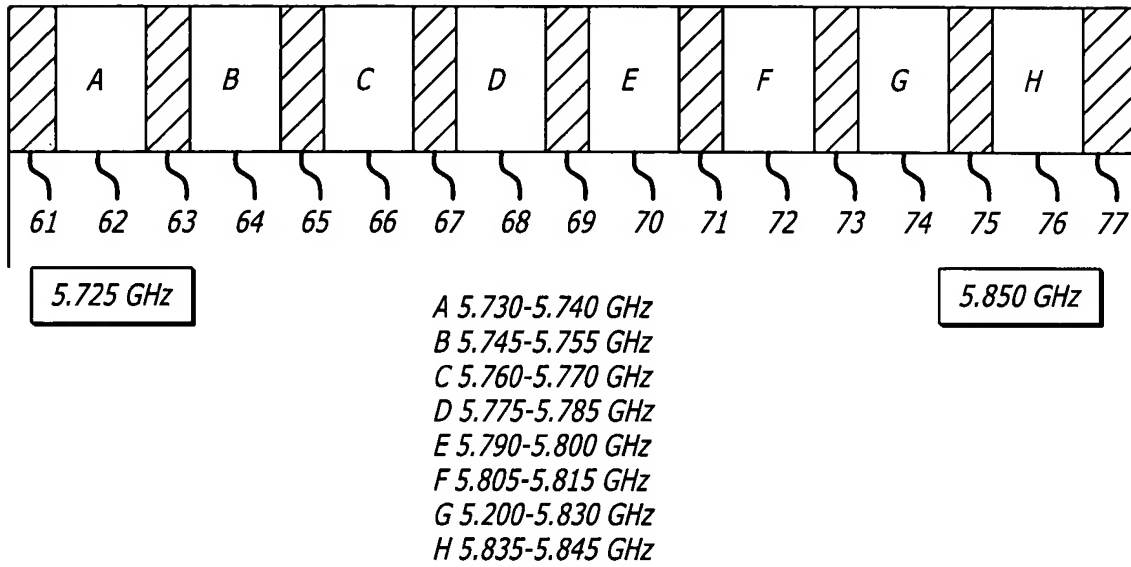 A B C D E F G H
61 62 63 64 65 66 67 68 69 70 71 72 73 74 75 76 77
5.725 GHz 5.850 GHz
A 5.730-5.740 GHz
B 5.745-5.755 GHz
C 5.760-5.770 GHz
D 5.775-5.785 GHz
E 5.790-5.800 GHz
F 5.805-5.815 GHz
G 5.200-5.830 GHz
H 5.835-5.845 GHz